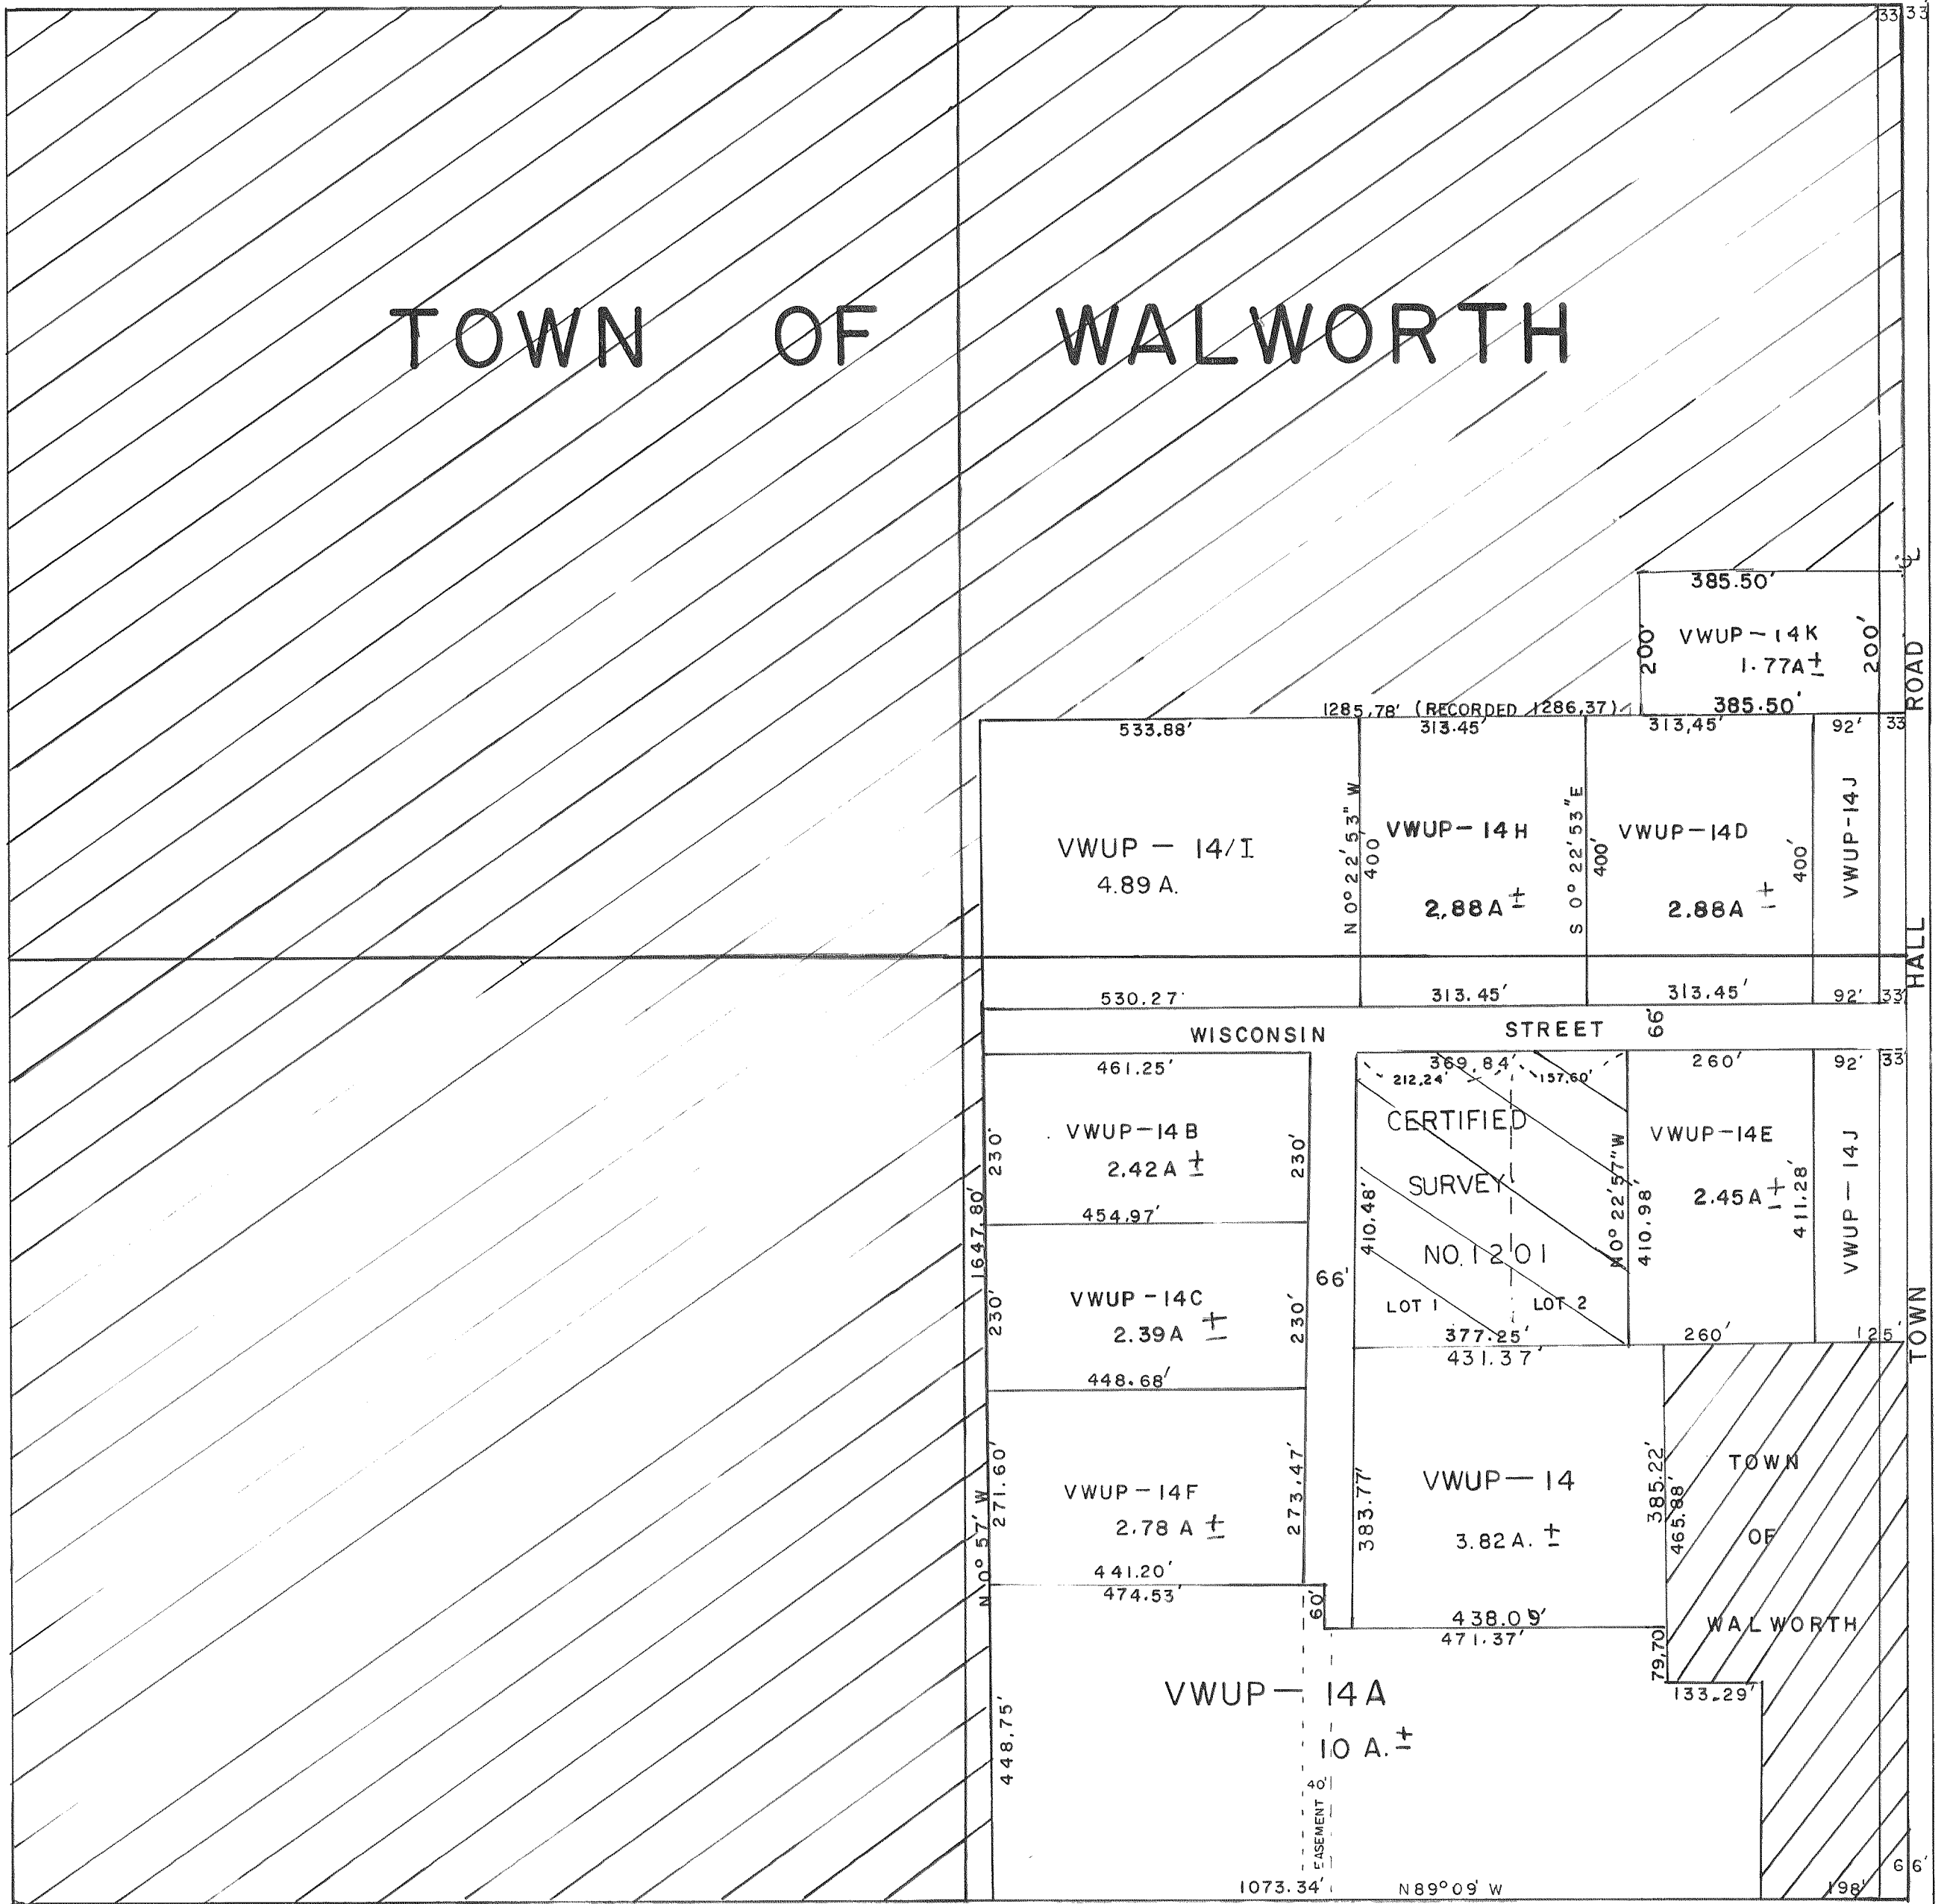 33 33
TOWN OF WALWORTH
385.50'
200'
VWUP-14K
1.77A±
200'
385.50'
1285.78' (RECORDED 1286.37)
533.88'
313.45'
313.45'
92'
33
VWUP - 14/I
4.89 A.
N 0° 22' 53" W
400'
VWUP-14H
2.88A±
S 0° 22' 53" E
400'
VWUP-14D
2.88A ±
400'
VWUP-14J
530.27'
313.45'
313.45'
92'
33'
WISCONSIN STREET 66'
TOWN HALL ROAD
461.25'
VWUP-14B
2.42A ±
230'
230'
454.97'
1647.80'
VWUP-14C
2.39A ±
230'
230'
448.68'
66'
369.84'
212.24'
157.60'
CERTIFIED
SURVEY
NO. 1201
LOT 1
LOT 2
410.48'
N0° 22' 57" W
410.98'
377.25'
260'
92'
33'
VWUP-14E
2.45A ±
411.28'
VWUP-14J
260'
125'
431.37'
VWUP-14F
2.78 A ±
271.60'
273.47'
441.20'
N 0° 57' W
383.77'
VWUP-14
3.82 A. ±
385.22'
465.88'
438.09'
TOWN
OF
WALWORTH
474.53'
60'
471.37'
79.70
133.29'
VWUP- 14A
10 A.±
448.75'
40'
EASEMENT
1073.34'
N89°09' W
198'
66'